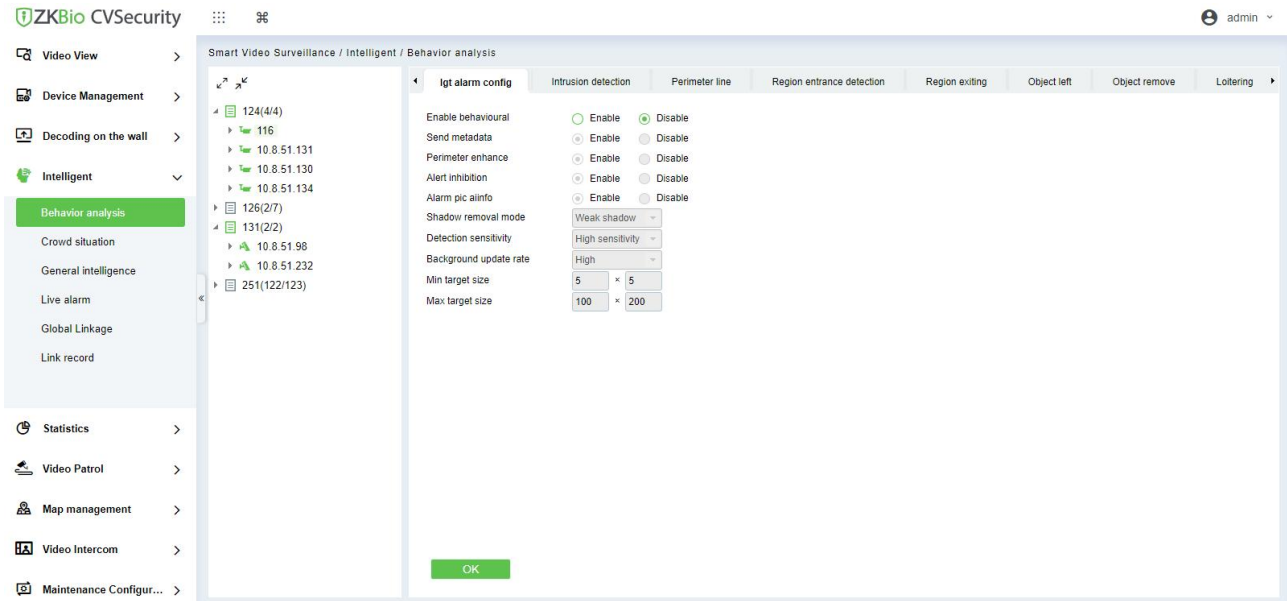 ZKBio CVSecurity
admin
Video View
Device Management
Decoding on the wall
Intelligent
Behavior analysis
Crowd situation
General intelligence
Live alarm
Global Linkage
Link record
Statistics
Video Patrol
Map management
Video Intercom
Maintenance Configur...
Smart Video Surveillance / Intelligent / Behavior analysis
124(4/4)
116
10.8.51.131
10.8.51.130
10.8.51.134
126(2/7)
131(2/2)
10.8.51.98
10.8.51.232
251(122/123)
Igt alarm config Intrusion detection Perimeter line Region entrance detection Region exiting Object left Object remove Loitering
Enable behavioural Enable Disable
Send metadata Enable Disable
Perimeter enhance Enable Disable
Alert inhibition Enable Disable
Alarm pic aiinfo Enable Disable
Shadow removal mode Weak shadow
Detection sensitivity High sensitivity
Background update rate High
Min target size 5 × 5
Max target size 100 × 200
OK